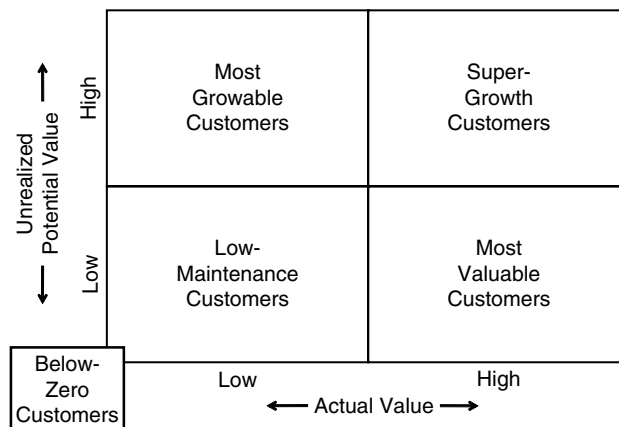 Unrealized
Potential Value
High
Low
Most
Growable
Customers
Super-
Growth
Customers
Low-
Maintenance
Customers
Most
Valuable
Customers
Below-
Zero
Customers
Low
High
Actual Value